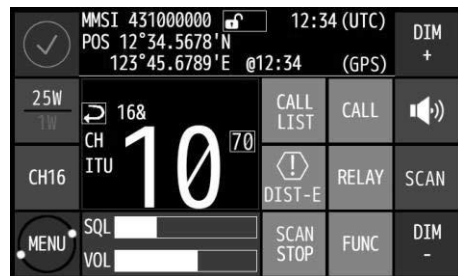 MMSI 431000000 12:34 (UTC)
POS 12°34.5678'N
123°45.6789'E @12:34 (GPS)
DIM
+
25W
1W
16&
CH
ITU
10
70
CALL
LIST
CALL
CH16
DIST-E
RELAY
SCAN
MENU
SQL
VOL
SCAN
STOP
FUNC
DIM
-